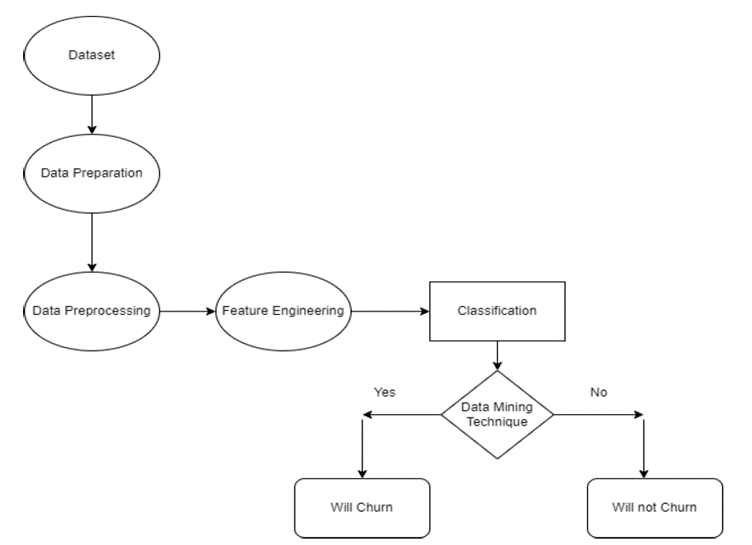 Dataset
Data Preparation
Data Preprocessing
Feature Engineering
Classification
Data Mining
Technique
Yes
No
Will Churn
Will not Churn